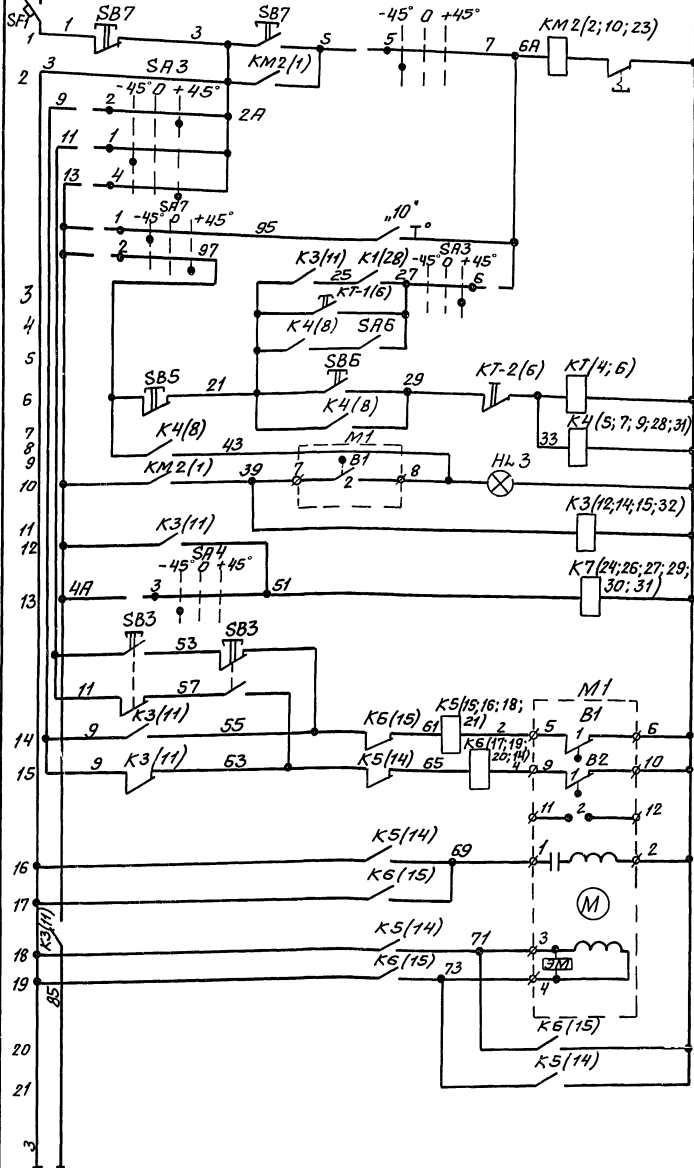 SF1 SB7 SB7 -45° 0 +45° KM2(2;10;23)
1 1 3 5 5 7 6A
2 3 SA3 KM2(1)
-45° 0 +45°
9 2 2A
11 1
13 4
SA7
1 -45° 0 +45° 95 „10" 0
2 97
K3(11) K1(28) SA3
-45° 0 +45°
25 27 6
3 KT-1(6)
4 K4(8) SA6
5
SB5 21 SB6 29 KT-2(6) KT(4;6)
6
7 K4(8) K4(5;7;9;28;31)
8 K4(8) 43 M1 33
9 KM2(1) B1 HL3
10 39 7 2 8
K3(12;14;15;32)
11 K3(11)
12 SA4
-45° 0 +45° K7(24;26;27;29;
30;31)
13 4A 3 51
SB3 SB3
53
11 57 M1
K3(11) K5(15;16;18;
21) B1
14 9 55 K6(15) 61 2 5 1 6
K3(11) K6(17;19;
20;14) B2
15 9 63 K5(14) 65 4 9 1 10
11 2 12
K5(14) 69 1 2
16
K6(15)
17 M
K3(11) K5(14) 71 3
18
K6(15) ЭМ
19 85 73 4
K6(15)
20
K5(14)
21
3